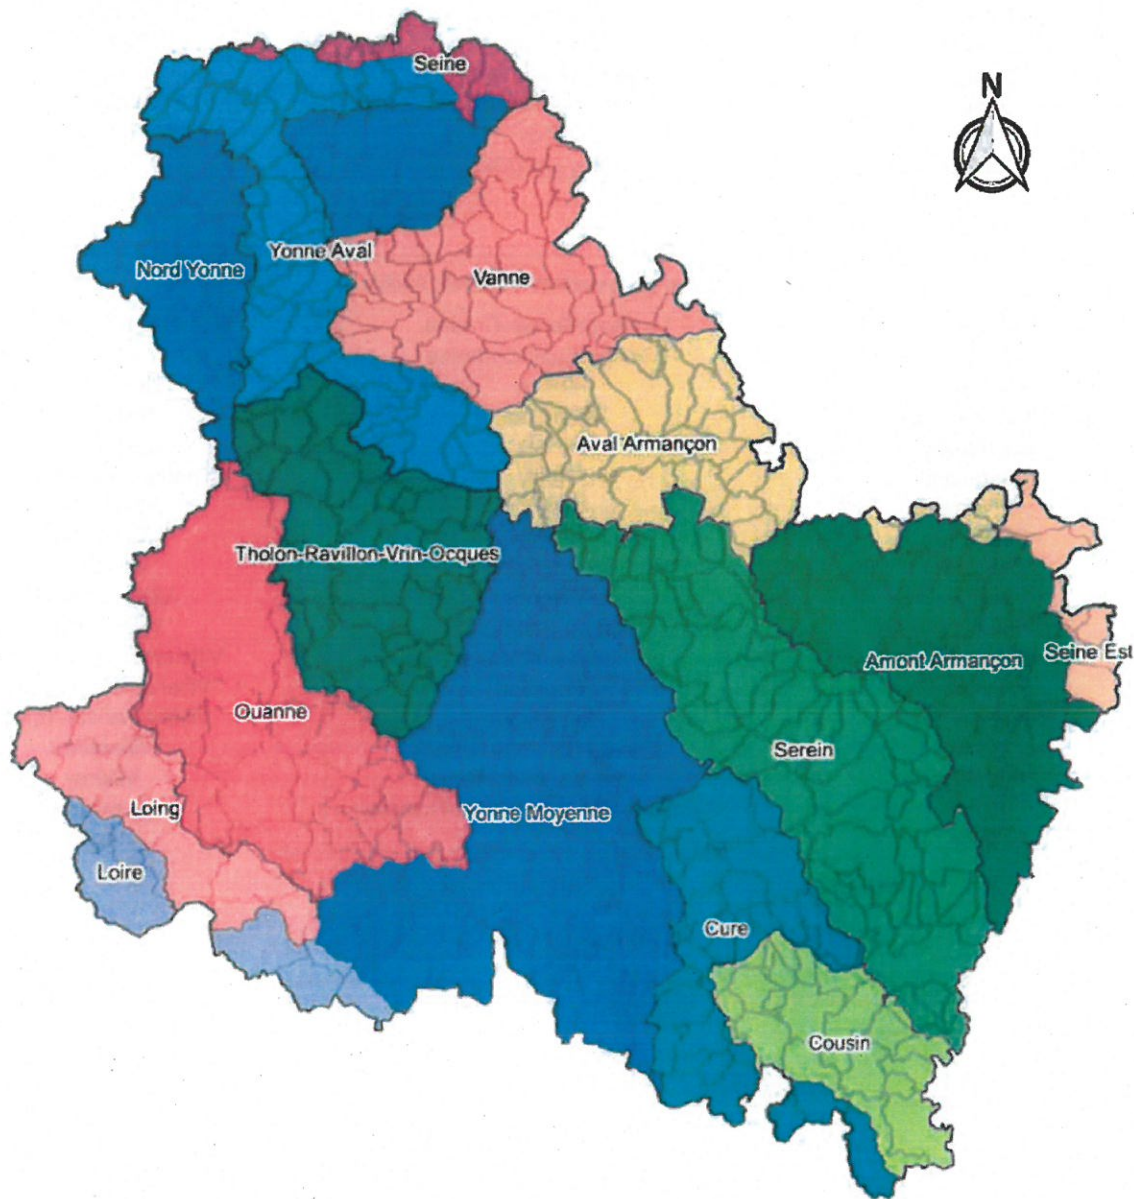 Seine
N
Yonne Aval
Nord Yonne
Vanne
Aval Armançon
Tholon-Ravillon-Vrin-Ocques
Amont Armançon
Seine Est
Ouanne
Serein
Loing
Yonne Moyenne
Loire
Cure
Cousin